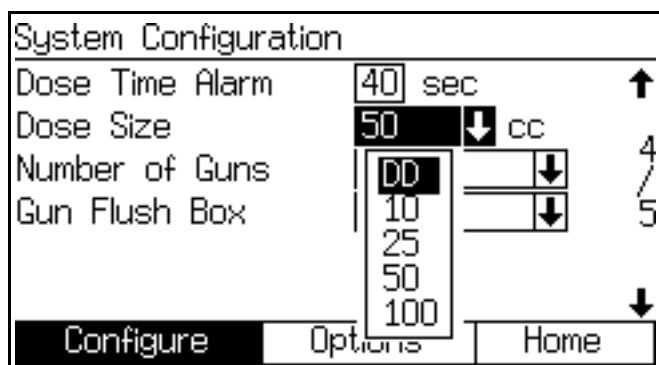 System Configuration
Dose Time Alarm 40 sec
Dose Size 50 cc
Number of Guns
Gun Flush Box
DD
10
25
50
100
4
/
5
Configure Options Home